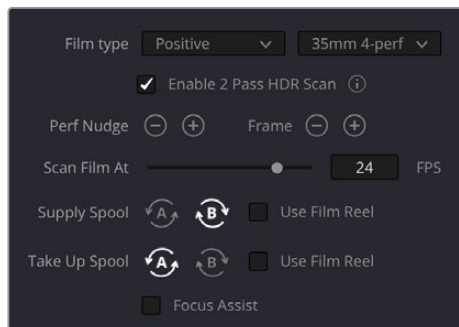 Film type Positive 35mm 4-perf
Enable 2 Pass HDR Scan i
Perf Nudge Frame
Scan Film At 24 FPS
Supply Spool A B Use Film Reel
Take Up Spool A B Use Film Reel
Focus Assist